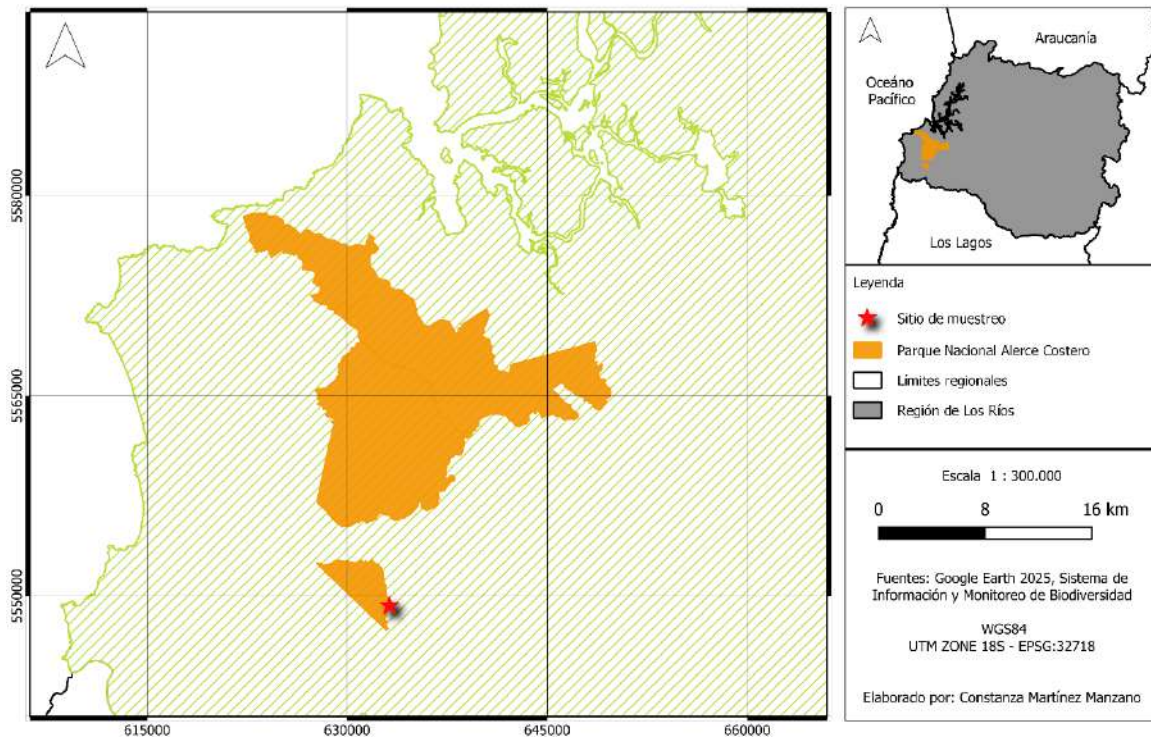 5580000
5565000
5550000
615000
630000
645000
660000
Araucanía
Oceáno
Pacífico
Los Lagos
Leyenda
Sitio de muestreo
Parque Nacional Alerce Costero
Límites regionales
Región de Los Ríos
Escala 1 : 300.000
0 8 16 km
Fuentes: Google Earth 2025, Sistema de
Información y Monitoreo de Biodiversidad
WGS84
UTM ZONE 18S - EPSG:32718
Elaborado por: Constanza Martínez Manzano